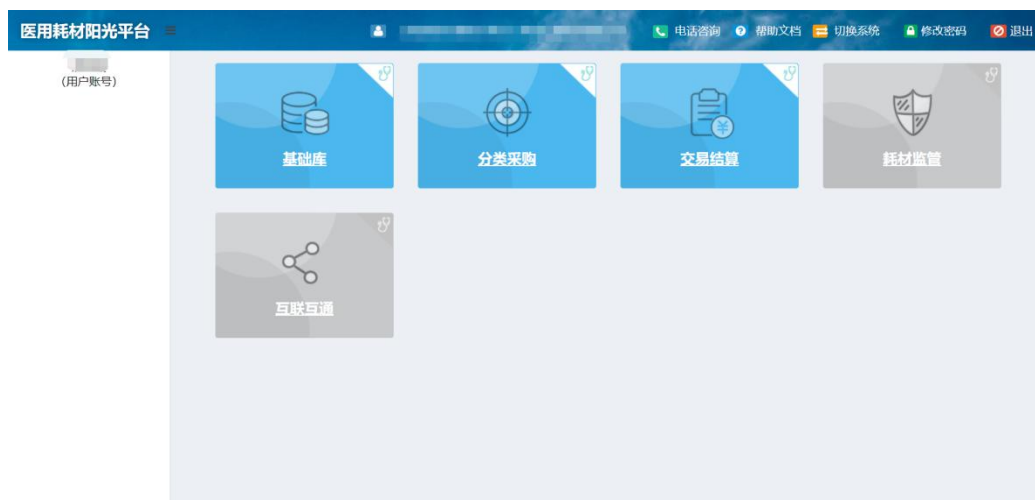 医用耗材阳光平台
电话咨询 帮助文档 切换系统 修改密码 退出
(用户账号)
基础库 分类采购 交易结算 耗材监管
互联互通